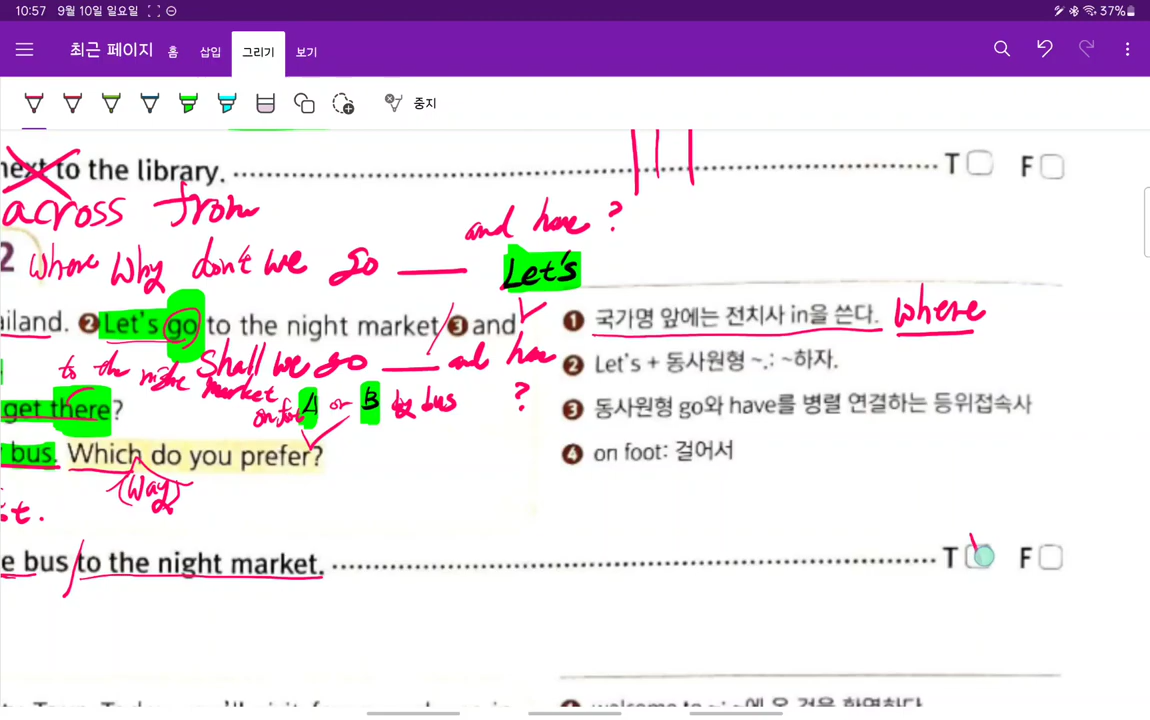 10:57 9월 10일 일요일 37%
최근 페이지 홈 삽입 그리기 보기
중지
next to the library. T F
across from
and have ?
2 where Why don't we go ___ Let's
ailand. ❷Let's go to the night market ❸and
❶ 국가명 앞에는 전치사 in을 쓴다. where
to the night market Shall we go ___ and have ?
❷ Let's + 동사원형 ~.: ~하자.
get there? on foot A or B by bus
❸ 동사원형 go와 have를 병렬 연결하는 등위접속사
bus. Which do you prefer?
❹ on foot: 걸어서
(way)
st.
e bus to the night market. T F